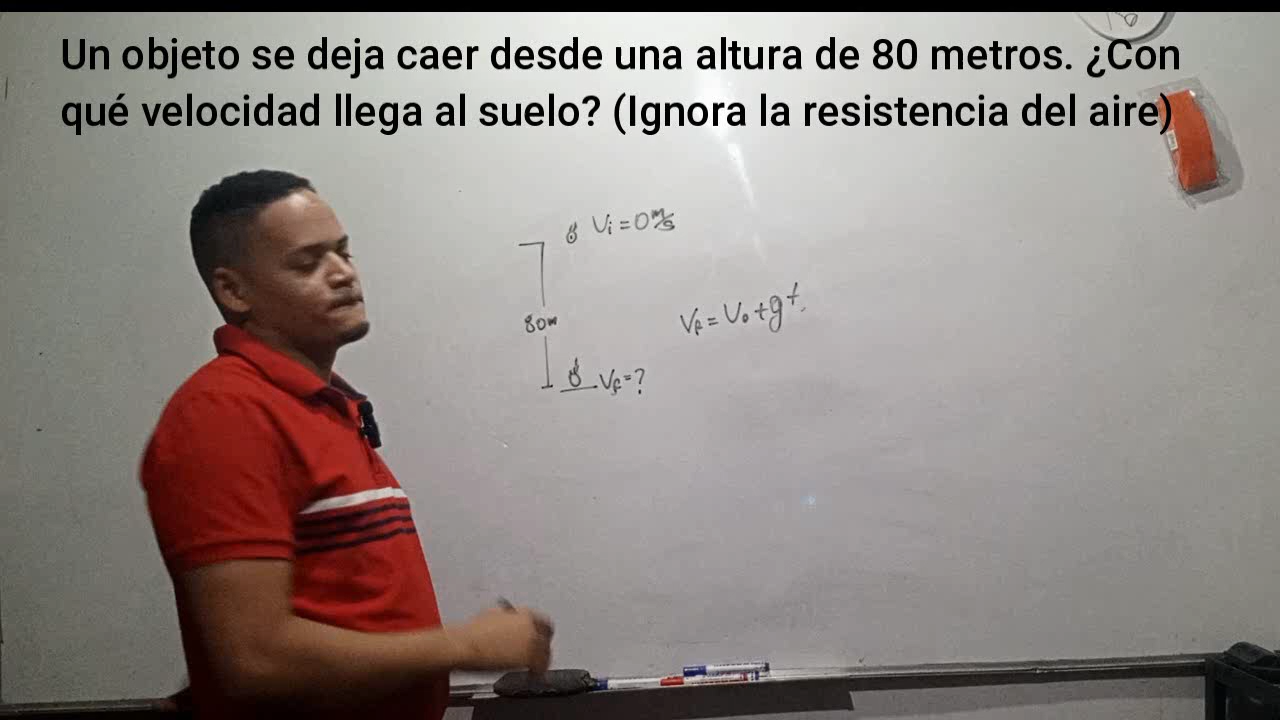 Un objeto se deja caer desde una altura de 80 metros. ¿Con
qué velocidad llega al suelo? (Ignora la resistencia del aire)
Vi = 0 m/s
80m
Vf = V₀ + gt
Vf = ?